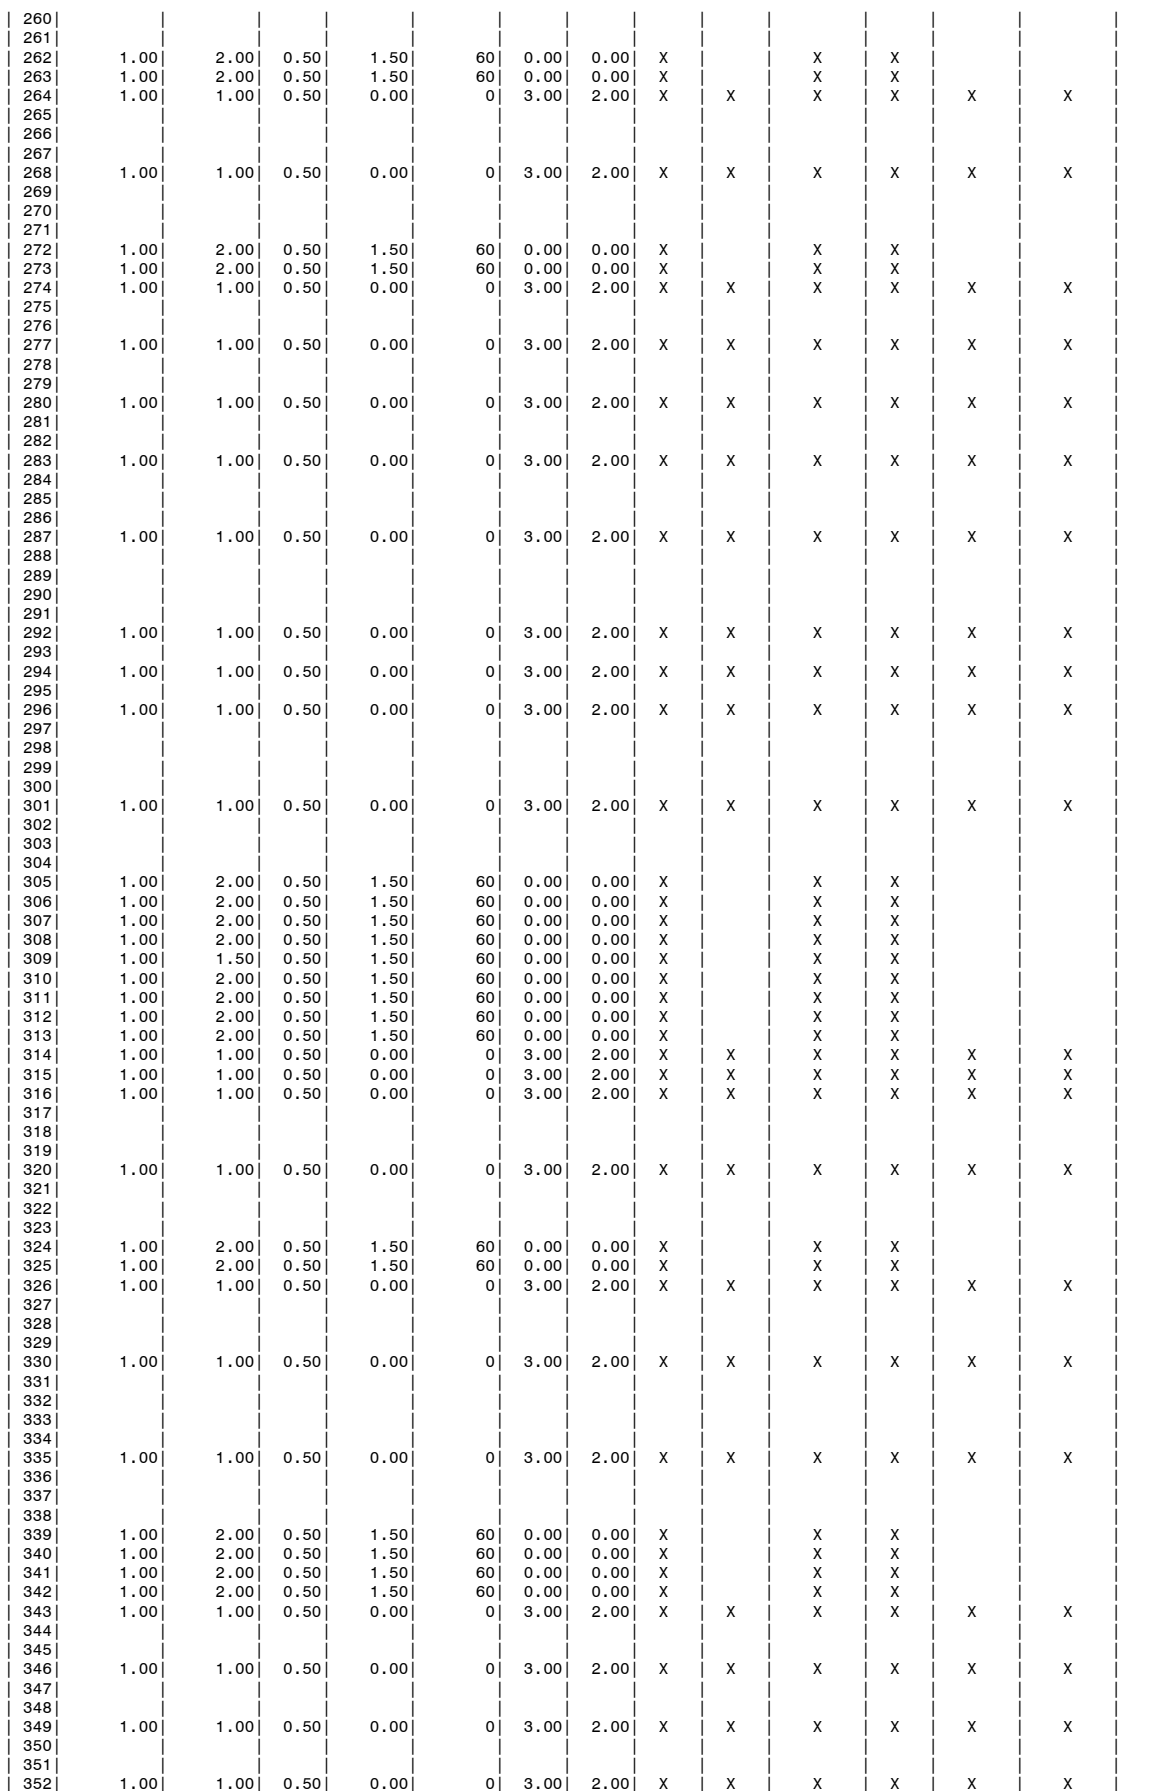 | 260|           |          |       |         |         |       |       |       |       |          |       |         |          |
| 261|           |          |       |         |         |       |       |       |       |          |       |         |          |
| 262|       1.00|      2.00|   0.50|     1.50|       60|   0.00|   0.00|   X   |       |     X    |   X   |         |          |
| 263|       1.00|      2.00|   0.50|     1.50|       60|   0.00|   0.00|   X   |       |     X    |   X   |         |          |
| 264|       1.00|      1.00|   0.50|     0.00|        0|   3.00|   2.00|   X   |   X   |     X    |   X   |    X    |     X    |
| 265|           |          |       |         |         |       |       |       |       |          |       |         |          |
| 266|           |          |       |         |         |       |       |       |       |          |       |         |          |
| 267|           |          |       |         |         |       |       |       |       |          |       |         |          |
| 268|       1.00|      1.00|   0.50|     0.00|        0|   3.00|   2.00|   X   |   X   |     X    |   X   |    X    |     X    |
| 269|           |          |       |         |         |       |       |       |       |          |       |         |          |
| 270|           |          |       |         |         |       |       |       |       |          |       |         |          |
| 271|           |          |       |         |         |       |       |       |       |          |       |         |          |
| 272|       1.00|      2.00|   0.50|     1.50|       60|   0.00|   0.00|   X   |       |     X    |   X   |         |          |
| 273|       1.00|      2.00|   0.50|     1.50|       60|   0.00|   0.00|   X   |       |     X    |   X   |         |          |
| 274|       1.00|      1.00|   0.50|     0.00|        0|   3.00|   2.00|   X   |   X   |     X    |   X   |    X    |     X    |
| 275|           |          |       |         |         |       |       |       |       |          |       |         |          |
| 276|           |          |       |         |         |       |       |       |       |          |       |         |          |
| 277|       1.00|      1.00|   0.50|     0.00|        0|   3.00|   2.00|   X   |   X   |     X    |   X   |    X    |     X    |
| 278|           |          |       |         |         |       |       |       |       |          |       |         |          |
| 279|           |          |       |         |         |       |       |       |       |          |       |         |          |
| 280|       1.00|      1.00|   0.50|     0.00|        0|   3.00|   2.00|   X   |   X   |     X    |   X   |    X    |     X    |
| 281|           |          |       |         |         |       |       |       |       |          |       |         |          |
| 282|           |          |       |         |         |       |       |       |       |          |       |         |          |
| 283|       1.00|      1.00|   0.50|     0.00|        0|   3.00|   2.00|   X   |   X   |     X    |   X   |    X    |     X    |
| 284|           |          |       |         |         |       |       |       |       |          |       |         |          |
| 285|           |          |       |         |         |       |       |       |       |          |       |         |          |
| 286|           |          |       |         |         |       |       |       |       |          |       |         |          |
| 287|       1.00|      1.00|   0.50|     0.00|        0|   3.00|   2.00|   X   |   X   |     X    |   X   |    X    |     X    |
| 288|           |          |       |         |         |       |       |       |       |          |       |         |          |
| 289|           |          |       |         |         |       |       |       |       |          |       |         |          |
| 290|           |          |       |         |         |       |       |       |       |          |       |         |          |
| 291|           |          |       |         |         |       |       |       |       |          |       |         |          |
| 292|       1.00|      1.00|   0.50|     0.00|        0|   3.00|   2.00|   X   |   X   |     X    |   X   |    X    |     X    |
| 293|           |          |       |         |         |       |       |       |       |          |       |         |          |
| 294|       1.00|      1.00|   0.50|     0.00|        0|   3.00|   2.00|   X   |   X   |     X    |   X   |    X    |     X    |
| 295|           |          |       |         |         |       |       |       |       |          |       |         |          |
| 296|       1.00|      1.00|   0.50|     0.00|        0|   3.00|   2.00|   X   |   X   |     X    |   X   |    X    |     X    |
| 297|           |          |       |         |         |       |       |       |       |          |       |         |          |
| 298|           |          |       |         |         |       |       |       |       |          |       |         |          |
| 299|           |          |       |         |         |       |       |       |       |          |       |         |          |
| 300|           |          |       |         |         |       |       |       |       |          |       |         |          |
| 301|       1.00|      1.00|   0.50|     0.00|        0|   3.00|   2.00|   X   |   X   |     X    |   X   |    X    |     X    |
| 302|           |          |       |         |         |       |       |       |       |          |       |         |          |
| 303|           |          |       |         |         |       |       |       |       |          |       |         |          |
| 304|           |          |       |         |         |       |       |       |       |          |       |         |          |
| 305|       1.00|      2.00|   0.50|     1.50|       60|   0.00|   0.00|   X   |       |     X    |   X   |         |          |
| 306|       1.00|      2.00|   0.50|     1.50|       60|   0.00|   0.00|   X   |       |     X    |   X   |         |          |
| 307|       1.00|      2.00|   0.50|     1.50|       60|   0.00|   0.00|   X   |       |     X    |   X   |         |          |
| 308|       1.00|      2.00|   0.50|     1.50|       60|   0.00|   0.00|   X   |       |     X    |   X   |         |          |
| 309|       1.00|      1.50|   0.50|     1.50|       60|   0.00|   0.00|   X   |       |     X    |   X   |         |          |
| 310|       1.00|      2.00|   0.50|     1.50|       60|   0.00|   0.00|   X   |       |     X    |   X   |         |          |
| 311|       1.00|      2.00|   0.50|     1.50|       60|   0.00|   0.00|   X   |       |     X    |   X   |         |          |
| 312|       1.00|      2.00|   0.50|     1.50|       60|   0.00|   0.00|   X   |       |     X    |   X   |         |          |
| 313|       1.00|      2.00|   0.50|     1.50|       60|   0.00|   0.00|   X   |       |     X    |   X   |         |          |
| 314|       1.00|      1.00|   0.50|     0.00|        0|   3.00|   2.00|   X   |   X   |     X    |   X   |    X    |     X    |
| 315|       1.00|      1.00|   0.50|     0.00|        0|   3.00|   2.00|   X   |   X   |     X    |   X   |    X    |     X    |
| 316|       1.00|      1.00|   0.50|     0.00|        0|   3.00|   2.00|   X   |   X   |     X    |   X   |    X    |     X    |
| 317|           |          |       |         |         |       |       |       |       |          |       |         |          |
| 318|           |          |       |         |         |       |       |       |       |          |       |         |          |
| 319|           |          |       |         |         |       |       |       |       |          |       |         |          |
| 320|       1.00|      1.00|   0.50|     0.00|        0|   3.00|   2.00|   X   |   X   |     X    |   X   |    X    |     X    |
| 321|           |          |       |         |         |       |       |       |       |          |       |         |          |
| 322|           |          |       |         |         |       |       |       |       |          |       |         |          |
| 323|           |          |       |         |         |       |       |       |       |          |       |         |          |
| 324|       1.00|      2.00|   0.50|     1.50|       60|   0.00|   0.00|   X   |       |     X    |   X   |         |          |
| 325|       1.00|      2.00|   0.50|     1.50|       60|   0.00|   0.00|   X   |       |     X    |   X   |         |          |
| 326|       1.00|      1.00|   0.50|     0.00|        0|   3.00|   2.00|   X   |   X   |     X    |   X   |    X    |     X    |
| 327|           |          |       |         |         |       |       |       |       |          |       |         |          |
| 328|           |          |       |         |         |       |       |       |       |          |       |         |          |
| 329|           |          |       |         |         |       |       |       |       |          |       |         |          |
| 330|       1.00|      1.00|   0.50|     0.00|        0|   3.00|   2.00|   X   |   X   |     X    |   X   |    X    |     X    |
| 331|           |          |       |         |         |       |       |       |       |          |       |         |          |
| 332|           |          |       |         |         |       |       |       |       |          |       |         |          |
| 333|           |          |       |         |         |       |       |       |       |          |       |         |          |
| 334|           |          |       |         |         |       |       |       |       |          |       |         |          |
| 335|       1.00|      1.00|   0.50|     0.00|        0|   3.00|   2.00|   X   |   X   |     X    |   X   |    X    |     X    |
| 336|           |          |       |         |         |       |       |       |       |          |       |         |          |
| 337|           |          |       |         |         |       |       |       |       |          |       |         |          |
| 338|           |          |       |         |         |       |       |       |       |          |       |         |          |
| 339|       1.00|      2.00|   0.50|     1.50|       60|   0.00|   0.00|   X   |       |     X    |   X   |         |          |
| 340|       1.00|      2.00|   0.50|     1.50|       60|   0.00|   0.00|   X   |       |     X    |   X   |         |          |
| 341|       1.00|      2.00|   0.50|     1.50|       60|   0.00|   0.00|   X   |       |     X    |   X   |         |          |
| 342|       1.00|      2.00|   0.50|     1.50|       60|   0.00|   0.00|   X   |       |     X    |   X   |         |          |
| 343|       1.00|      1.00|   0.50|     0.00|        0|   3.00|   2.00|   X   |   X   |     X    |   X   |    X    |     X    |
| 344|           |          |       |         |         |       |       |       |       |          |       |         |          |
| 345|           |          |       |         |         |       |       |       |       |          |       |         |          |
| 346|       1.00|      1.00|   0.50|     0.00|        0|   3.00|   2.00|   X   |   X   |     X    |   X   |    X    |     X    |
| 347|           |          |       |         |         |       |       |       |       |          |       |         |          |
| 348|           |          |       |         |         |       |       |       |       |          |       |         |          |
| 349|       1.00|      1.00|   0.50|     0.00|        0|   3.00|   2.00|   X   |   X   |     X    |   X   |    X    |     X    |
| 350|           |          |       |         |         |       |       |       |       |          |       |         |          |
| 351|           |          |       |         |         |       |       |       |       |          |       |         |          |
| 352|       1.00|      1.00|   0.50|     0.00|        0|   3.00|   2.00|   X   |   X   |     X    |   X   |    X    |     X    |